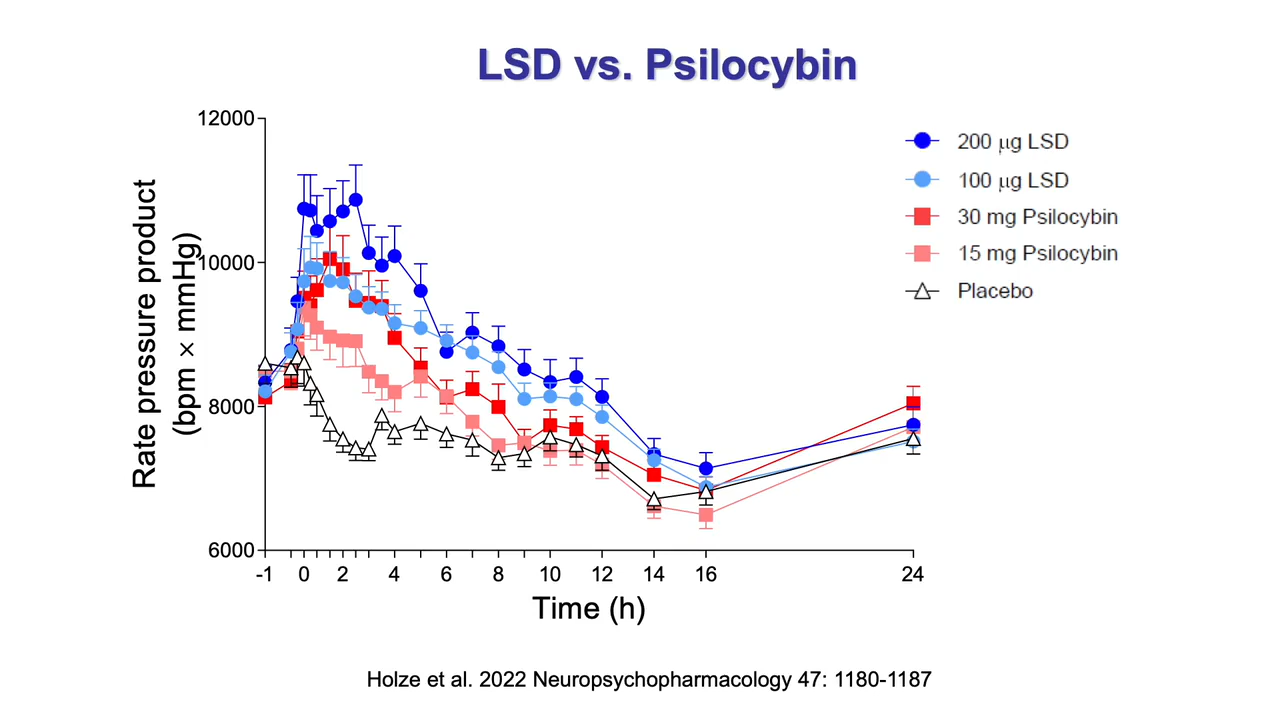 LSD vs. Psilocybin
12000
10000
8000
6000
Rate pressure product
(bpm × mmHg)
-1 0 2 4 6 8 10 12 14 16 24
Time (h)
200 μg LSD
100 μg LSD
30 mg Psilocybin
15 mg Psilocybin
Placebo
Holze et al. 2022 Neuropsychopharmacology 47: 1180-1187